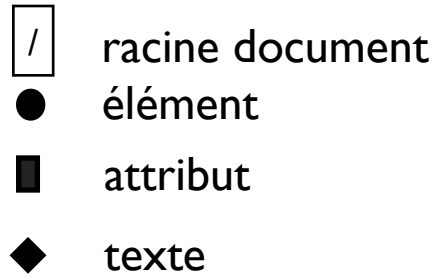 / racine document
élément
attribut
texte